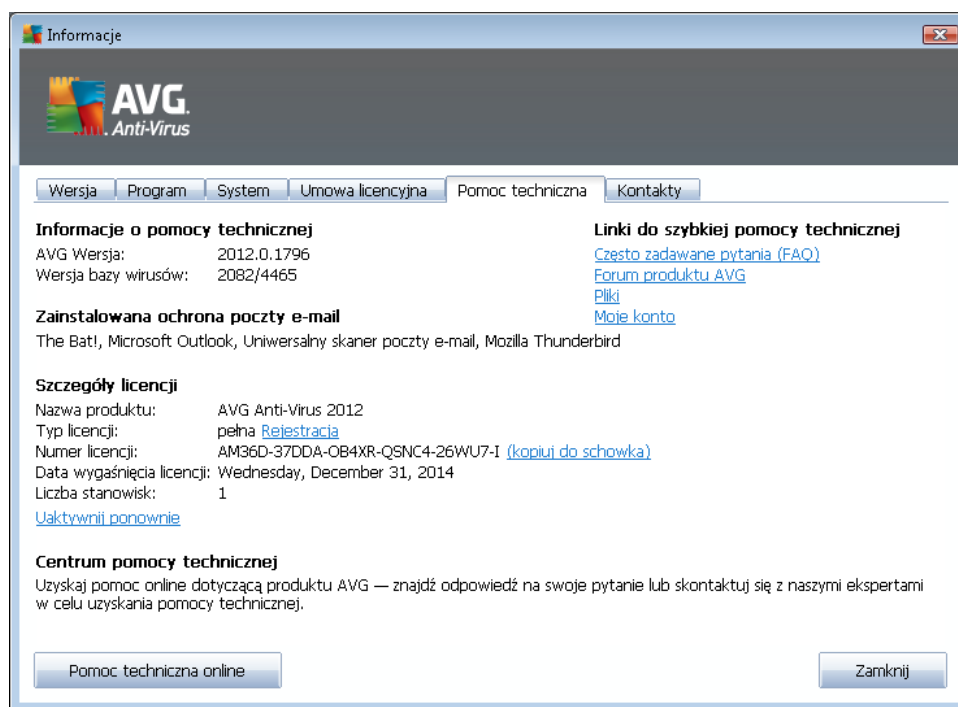 Informacje
AVG.
Anti-Virus
Wersja Program System Umowa licencyjna Pomoc techniczna Kontakty
Informacje o pomocy technicznej
AVG Wersja: 2012.0.1796
Wersja bazy wirusów: 2082/4465
Linki do szybkiej pomocy technicznej
Często zadawane pytania (FAQ)
Forum produktu AVG
Pliki
Moje konto
Zainstalowana ochrona poczty e-mail
The Bat!, Microsoft Outlook, Uniwersalny skaner poczty e-mail, Mozilla Thunderbird
Szczegóły licencji
Nazwa produktu: AVG Anti-Virus 2012
Typ licencji: pełna Rejestracja
Numer licencji: AM36D-37DDA-OB4XR-QSNC4-26WU7-I (kopiuj do schowka)
Data wygaśnięcia licencji: Wednesday, December 31, 2014
Liczba stanowisk: 1
Uaktywnij ponownie
Centrum pomocy technicznej
Uzyskaj pomoc online dotyczącą produktu AVG — znajdź odpowiedź na swoje pytanie lub skontaktuj się z naszymi ekspertami
w celu uzyskania pomocy technicznej.
Pomoc techniczna online
Zamknij